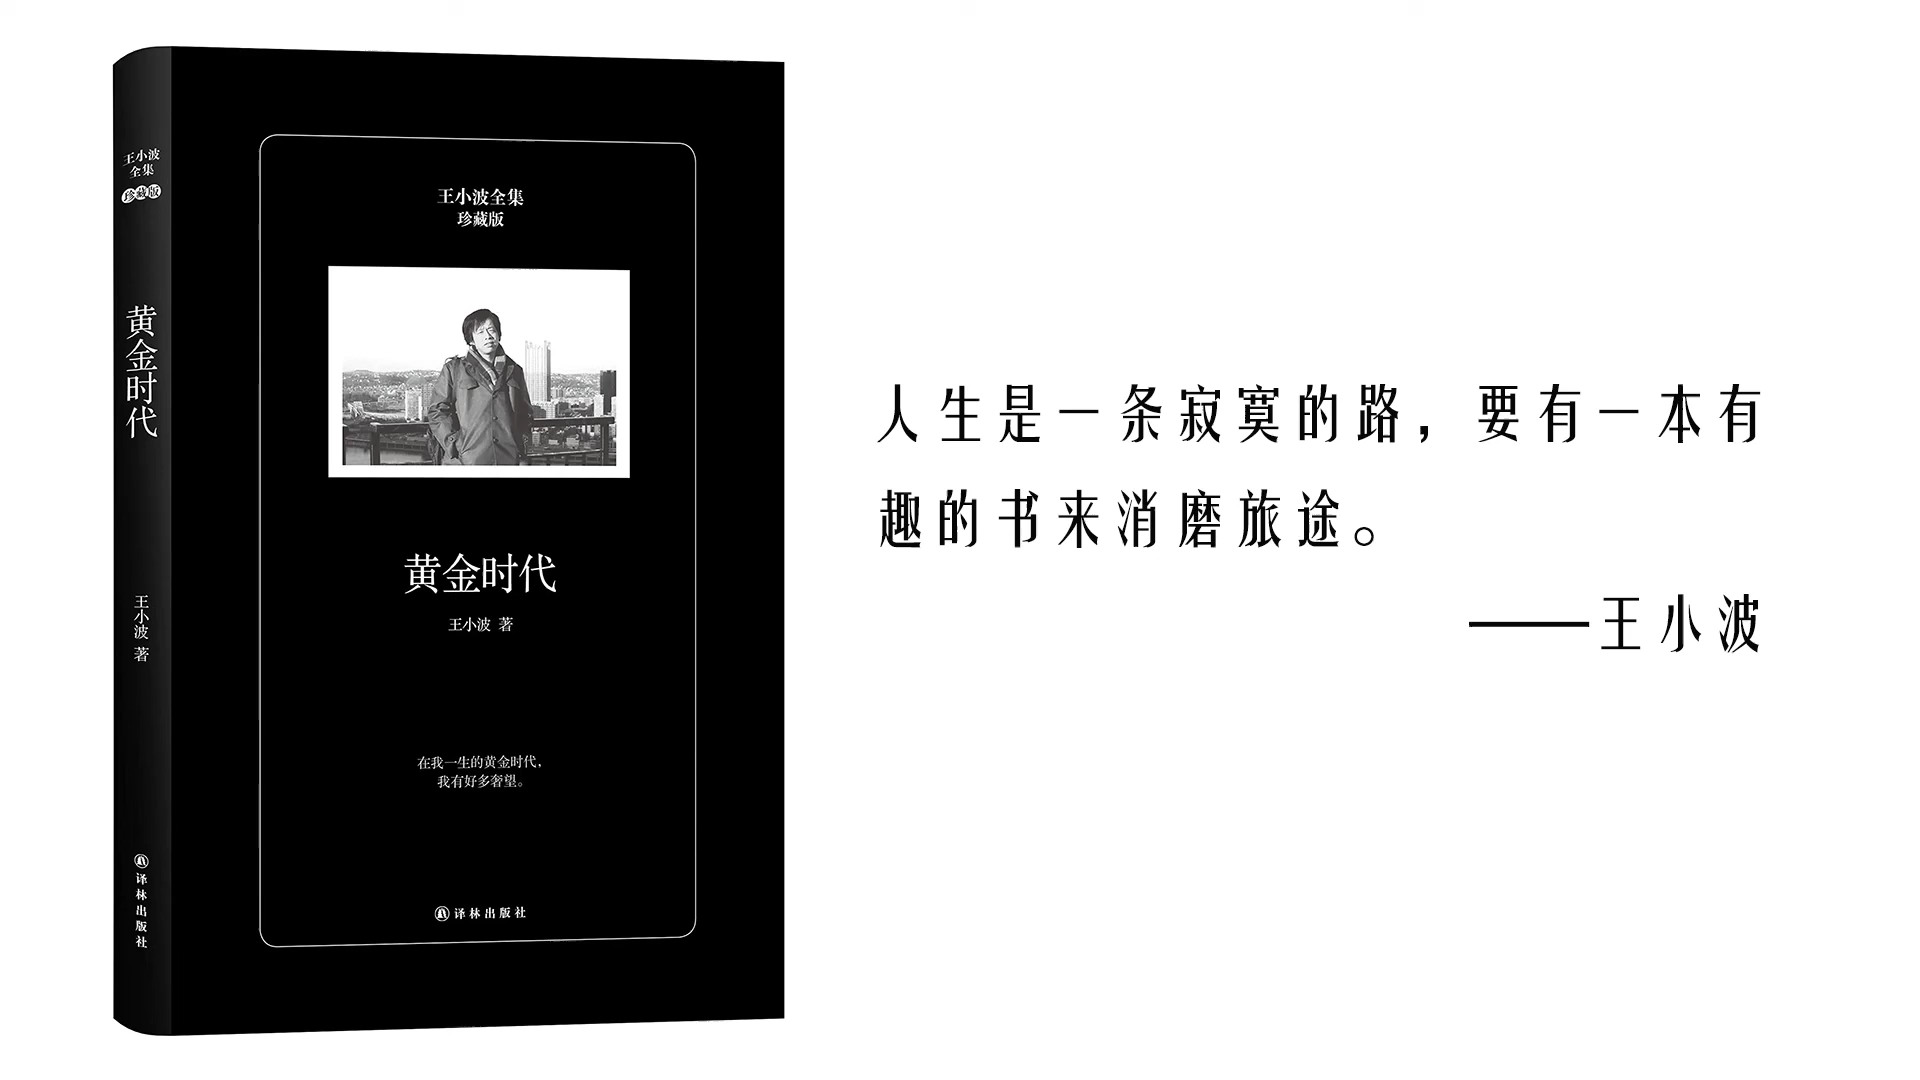 王小波
全集
珍藏版
黄金时代
王小波 著
译林出版社
王小波全集
珍藏版
黄金时代
王小波 著
在我一生的黄金时代，
我有好多奢望。
译林出版社
人生是一条寂寞的路，要有一本有
趣的书来消磨旅途。
——王小波